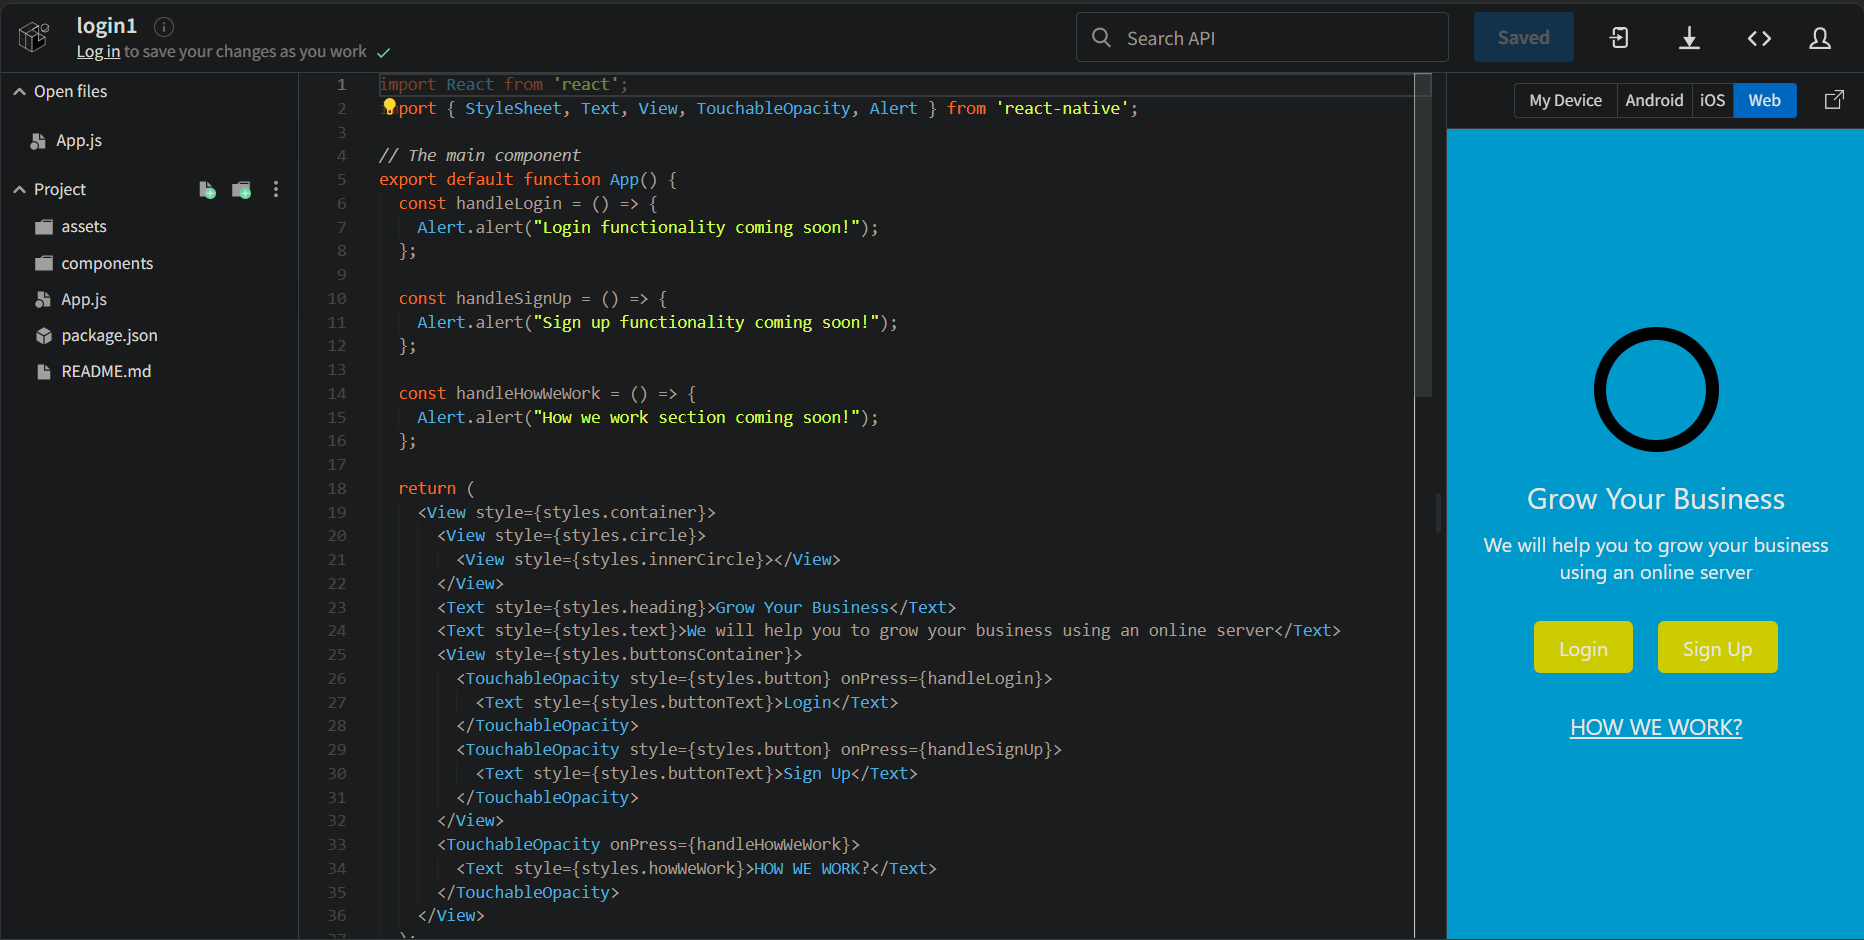 login1
Log in to save your changes as you work
Search API
Saved
Open files
App.js
Project
assets
components
App.js
package.json
README.md
1 import React from 'react';
2 import { StyleSheet, Text, View, TouchableOpacity, Alert } from 'react-native';
3
4 // The main component
5 export default function App() {
6 const handleLogin = () => {
7 Alert.alert("Login functionality coming soon!");
8 };
9
10 const handleSignUp = () => {
11 Alert.alert("Sign up functionality coming soon!");
12 };
13
14 const handleHowWeWork = () => {
15 Alert.alert("How we work section coming soon!");
16 };
17
18 return (
19 <View style={styles.container}>
20 <View style={styles.circle}>
21 <View style={styles.innerCircle}></View>
22 </View>
23 <Text style={styles.heading}>Grow Your Business</Text>
24 <Text style={styles.text}>We will help you to grow your business using an online server</Text>
25 <View style={styles.buttonsContainer}>
26 <TouchableOpacity style={styles.button} onPress={handleLogin}>
27 <Text style={styles.buttonText}>Login</Text>
28 </TouchableOpacity>
29 <TouchableOpacity style={styles.button} onPress={handleSignUp}>
30 <Text style={styles.buttonText}>Sign Up</Text>
31 </TouchableOpacity>
32 </View>
33 <TouchableOpacity onPress={handleHowWeWork}>
34 <Text style={styles.howWeWork}>HOW WE WORK?</Text>
35 </TouchableOpacity>
36 </View>
37 );
My Device
Android
iOS
Web
Grow Your Business
We will help you to grow your business
using an online server
Login
Sign Up
HOW WE WORK?